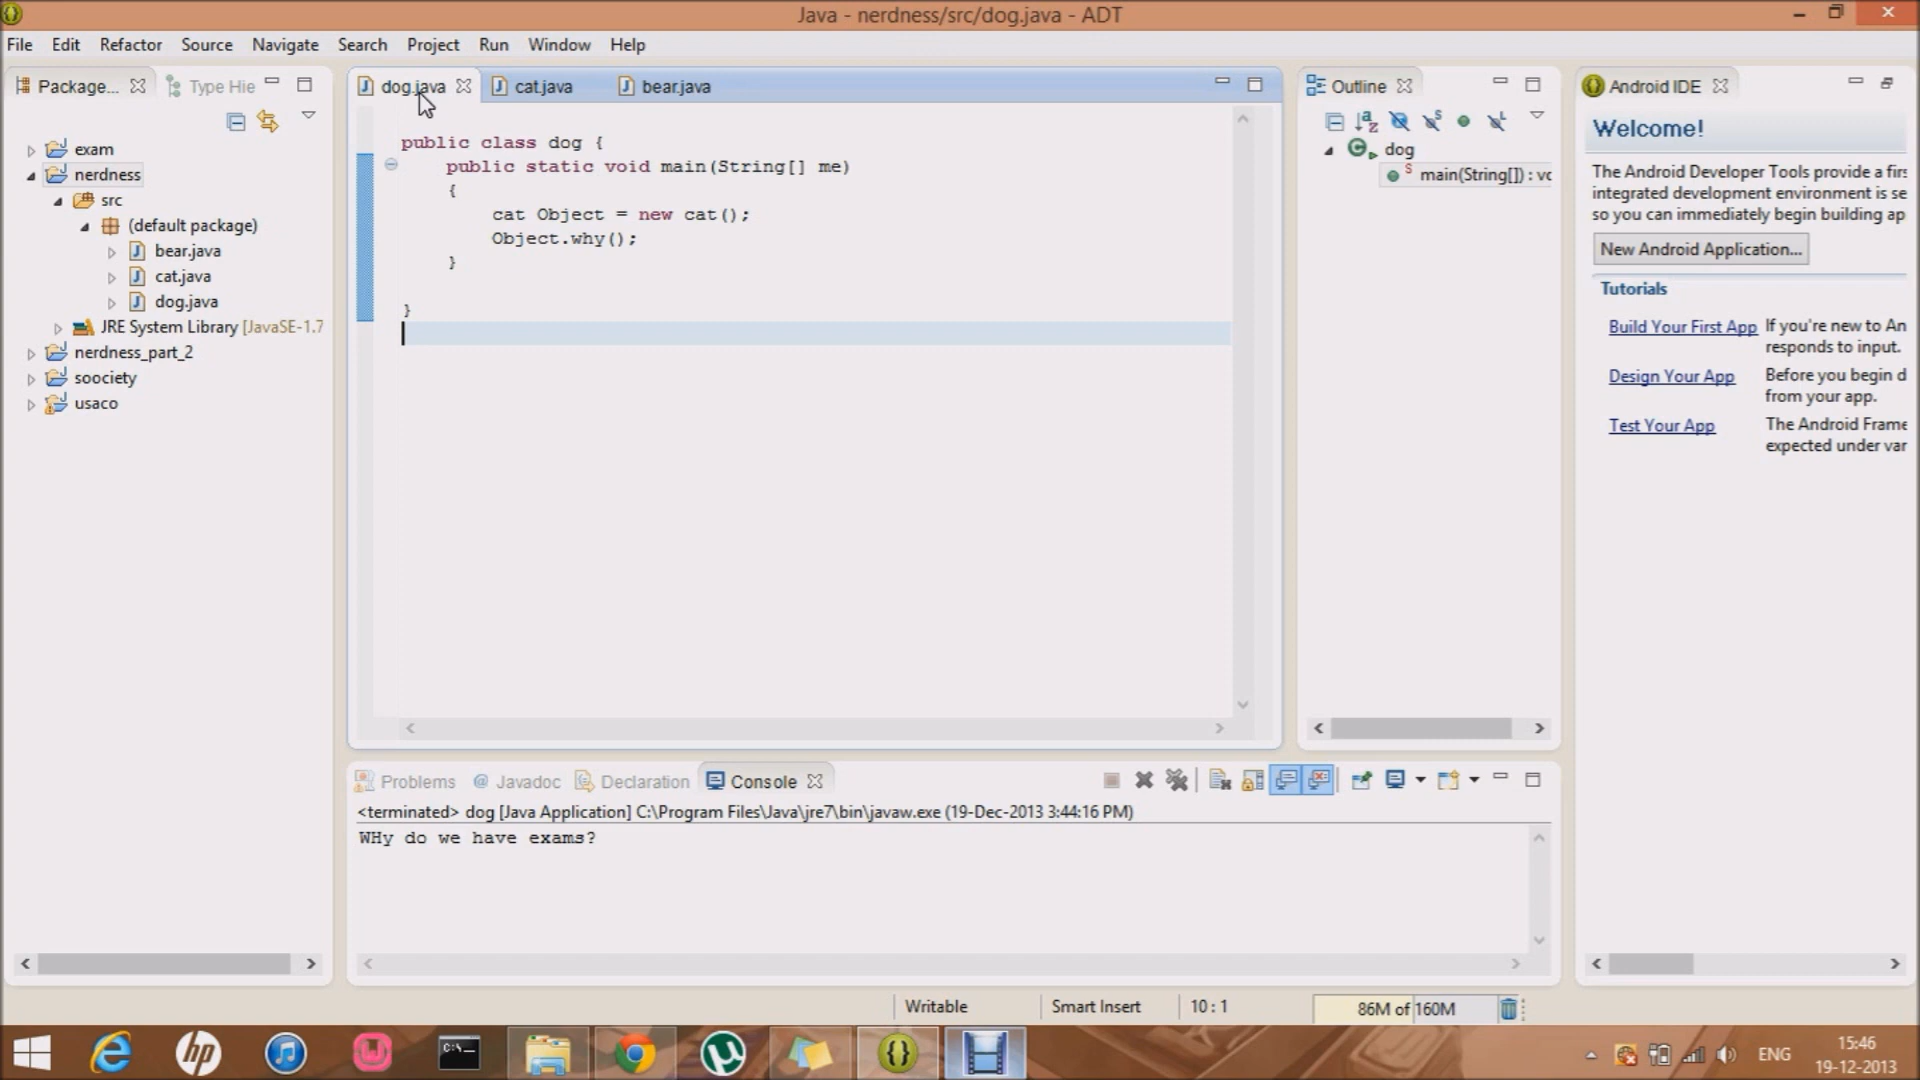 Java - nerdness/src/dog.java - ADT
File Edit Refactor Source Navigate Search Project Run Window Help
Package... Type Hie
exam
nerdness
src
(default package)
bear.java
cat.java
dog.java
JRE System Library [JavaSE-1.7
nerdness_part_2
soociety
usaco
dog.java cat.java bear.java
public class dog {
public static void main(String[] me)
{
cat Object = new cat();
Object.why();
}
}
Outline
dog
main(String[]) : vo
Android IDE
Welcome!
The Android Developer Tools provide a firs
integrated development environment is se
so you can immediately begin building ap
New Android Application...
Tutorials
Build Your First App If you're new to An
responds to input.
Design Your App Before you begin d
from your app.
Test Your App The Android Frame
expected under var
Problems @ Javadoc Declaration Console
<terminated> dog [Java Application] C:\Program Files\Java\jre7\bin\javaw.exe (19-Dec-2013 3:44:16 PM)
WHy do we have exams?
Writable Smart Insert 10 : 1 86M of 160M
hp
C:\
ENG
15:46
19-12-2013